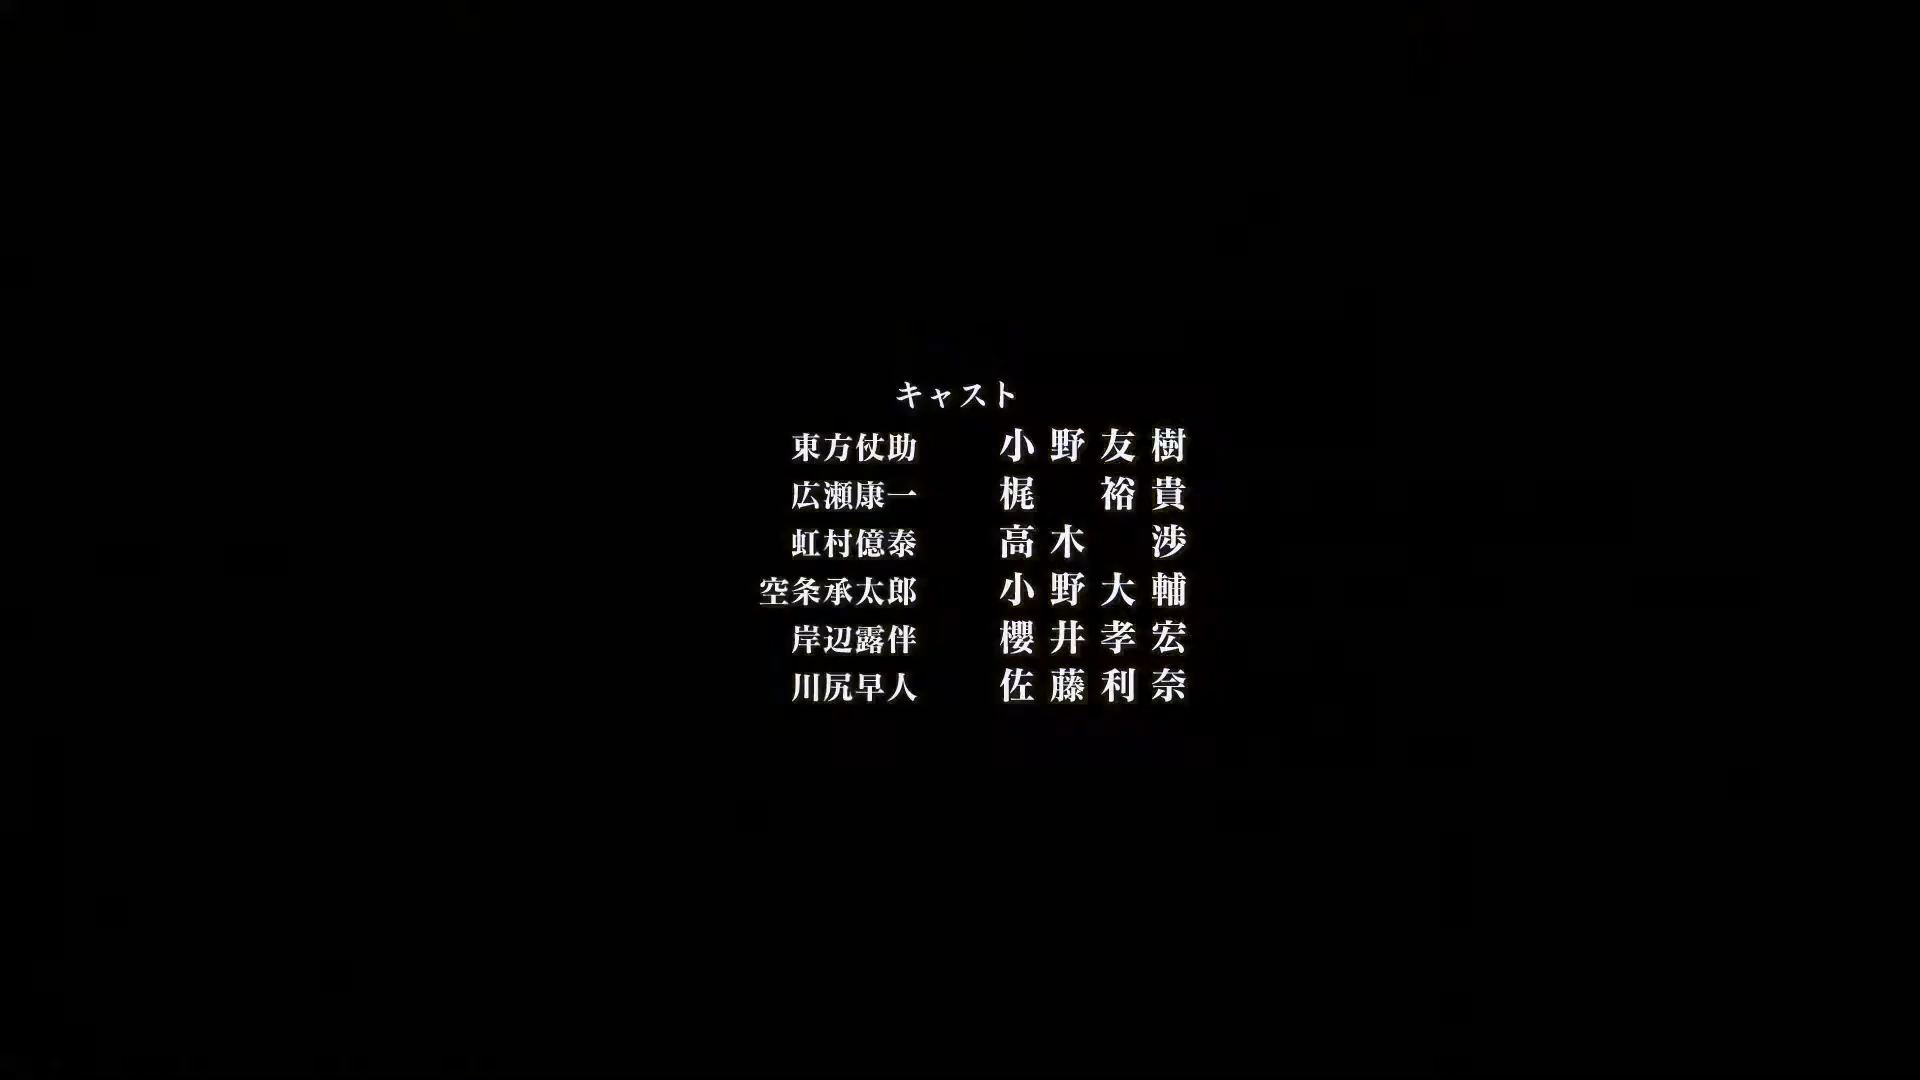 キャスト
東方仗助 小野友樹
広瀬康一 梶 裕貴
虹村億泰 高木 渉
空条承太郎 小野大輔
岸辺露伴 櫻井孝宏
川尻早人 佐藤利奈